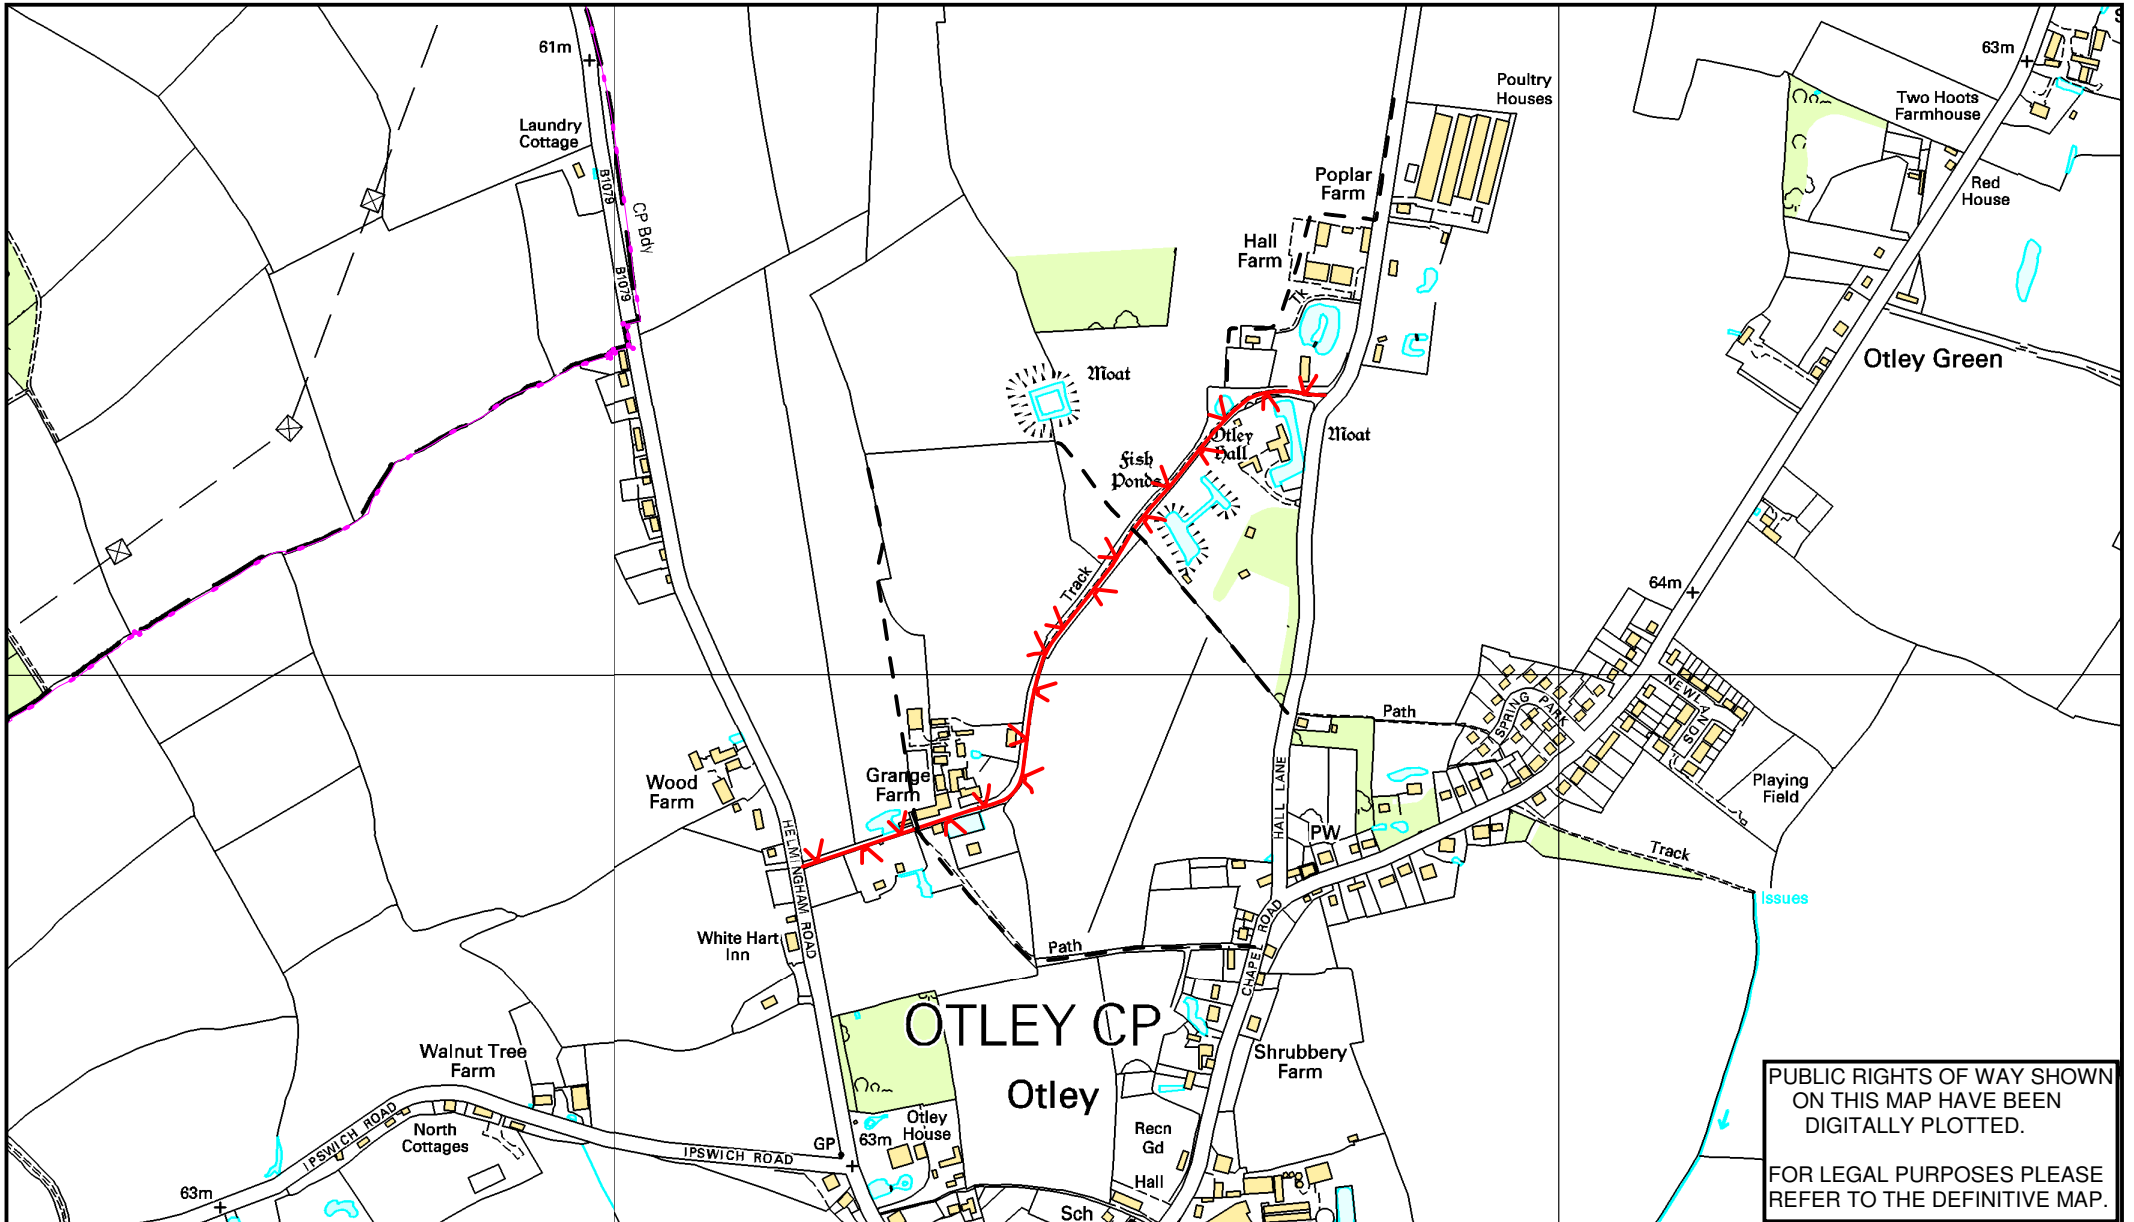 61m
63m
Laundry
Cottage
B1079
CP Bdy
B1079
Poultry
Houses
Two Hoots
Farmhouse
Red
House
Poplar
Farm
Hall
Farm
Otley Green
Moat
Moat
Otley
Hall
Fish
Ponds
Track
64m
Path
SPRING PARK
NEWLA
SON
Playing
Field
Wood
Farm
Grange
Farm
HALL LANE
PW
Track
Issues
HELMINGHAM ROAD
White Hart
Inn
Path
CHAPEL ROAD
OTLEY CP
Otley
Shrubbery
Farm
Walnut Tree
Farm
IPSWICH ROAD
North
Cottages
IPSWICH ROAD
GP
63m
Otley
House
Recn
Gd
Hall
Sch
63m
PUBLIC RIGHTS OF WAY SHOWN
ON THIS MAP HAVE BEEN
DIGITALLY PLOTTED.
FOR LEGAL PURPOSES PLEASE
REFER TO THE DEFINITIVE MAP.